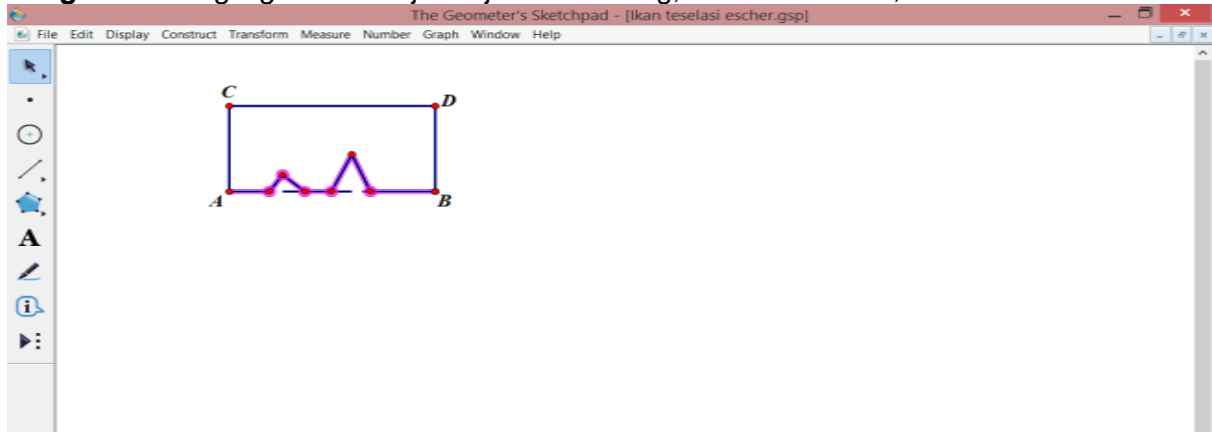 The Geometer's Sketchpad - [Ikan teselasi escher.gsp]
File Edit Display Construct Transform Measure Number Graph Window Help
C
D
A
B
A